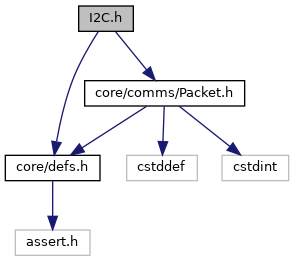 I2C.h
core/comms/Packet.h
core/defs.h
cstddef
cstdint
assert.h